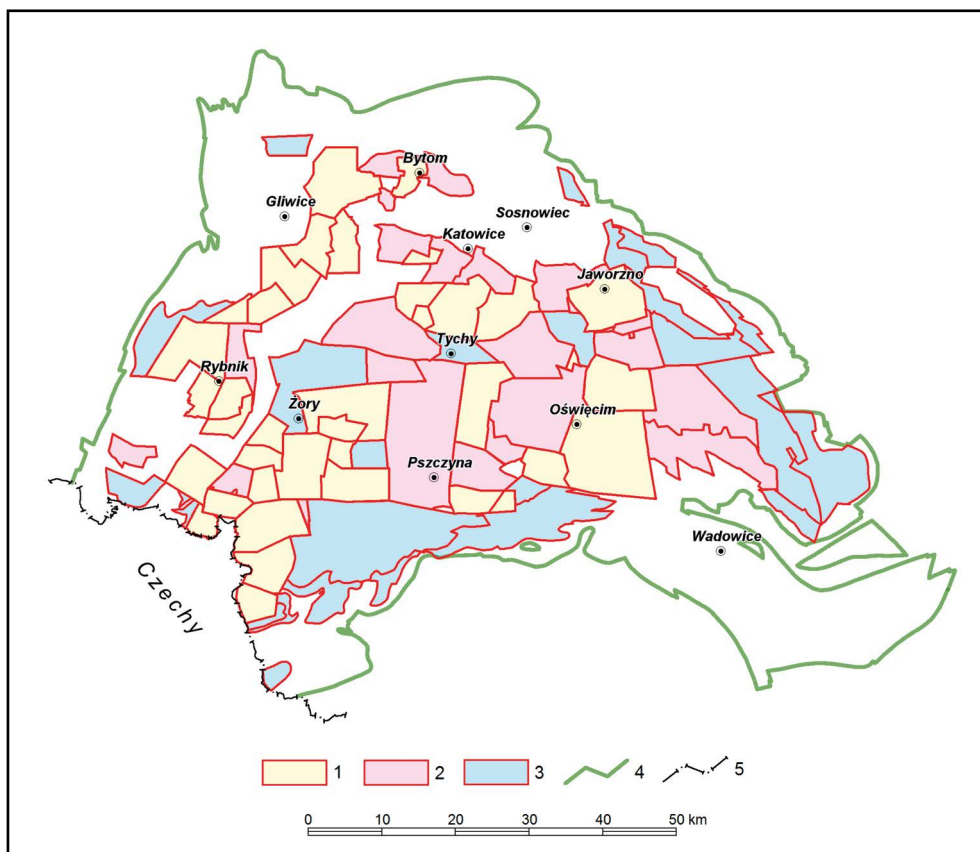 Bytom
Gliwice
Sosnowiec
Katowice
Jaworzno
Tychy
Rybnik
Żory
Oświęcim
Pszczyna
Wadowice
Czechy
1 2 3 4 5
0 10 20 30 40 50 km